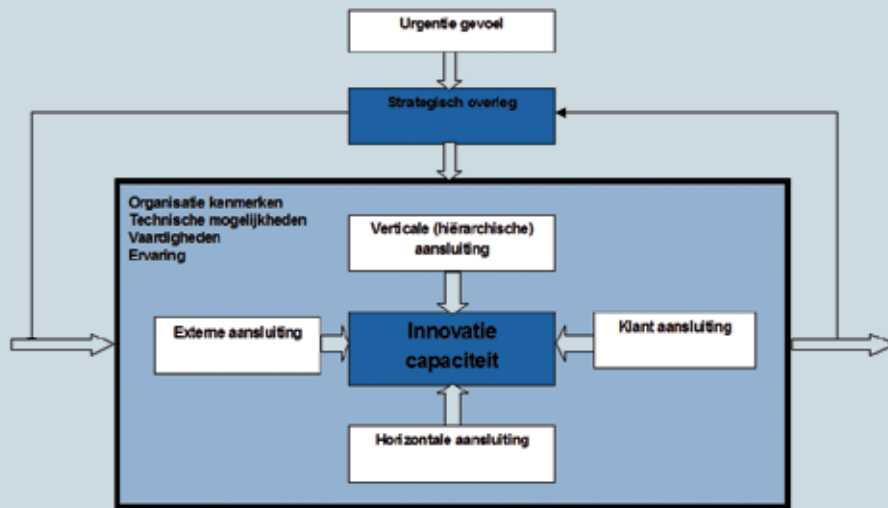 Urgentie gevoel
Strategisch overleg
Organisatie kenmerken
Technische mogelijkheden
Vaardigheden
Ervaring
Verticale (hiërarchische)
aansluiting
Externe aansluiting
Innovatie
capaciteit
Klant aansluiting
Horizontale aansluiting